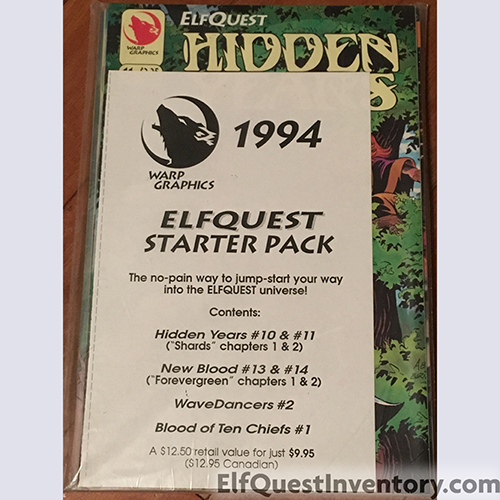 ELFQUEST
HIDDEN
WARP
GRAPHICS
1994
WARP
GRAPHICS
ELFQUEST
STARTER PACK
The no-pain way to jump-start your way
into the ELFQUEST universe!
Contents:
Hidden Years #10 & #11
("Shards" chapters 1 & 2)
New Blood #13 & #14
("Forevergreen" chapters 1 & 2)
WaveDancers #2
Blood of Ten Chiefs #1
A $12.50 retail value for just $9.95
($12.95 Canadian)
ElfQuestInventory.com